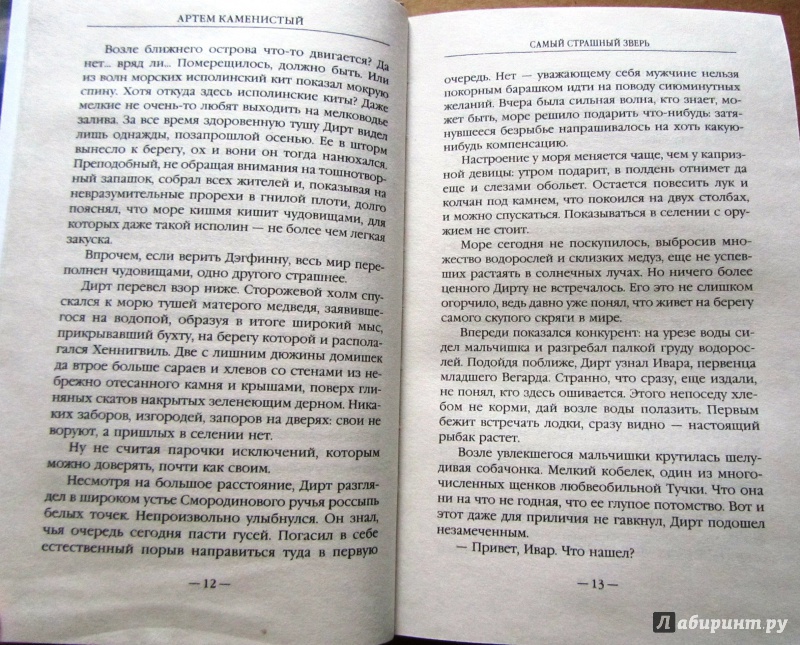 АРТЕМ КАМЕНИСТЫЙ
Возле ближнего острова что-то двигается? Да
нет... вряд ли... Померещилось, должно быть. Или
из волн морских исполинский кит показал мокрую
спину. Хотя откуда здесь исполинские киты? Даже
мелкие не очень-то любят выходить на мелководье
залива. За все время здоровенную тушу Дирт видел
лишь однажды, позапрошлой осенью. Ее в шторм
вынесло к берегу, ох и вони он тогда нанюхался.
Преподобный, не обращая внимания на тошнотвор-
ный запашок, собрал всех жителей и, показывая на
невразумительные прорехи в гнилой плоти, долго
пояснял, что море кишмя кишит чудовищами, для
которых даже такой исполин — не более чем легкая
закуска.
Впрочем, если верить Дэгфинну, весь мир пере-
полнен чудовищами, одно другого страшнее.
Дирт перевел взор ниже. Сторожевой холм спу-
скался к морю тушей матерого медведя, заявивше-
гося на водопой, образуя в итоге широкий мыс,
прикрывавший бухту, на берегу которой и распола-
гался Хеннигвиль. Две с лишним дюжины домишек
да втрое больше сараев и хлевов со стенами из не-
брежно отесанного камня и крышами, поверх гли-
няных скатов накрытых зеленеющим дерном. Ника-
ких заборов, изгородей, запоров на дверях: свои не
воруют, а пришлых в селении нет.
Ну не считая парочки исключений, которым
можно доверять, почти как своим.
Несмотря на большое расстояние, Дирт разгля-
дел в широком устье Смородинового ручья россыпь
белых точек. Непроизвольно улыбнулся. Он знал,
чья очередь сегодня пасти гусей. Погасил в себе
естественный порыв направиться туда в первую
— 12 —
САМЫЙ СТРАШНЫЙ ЗВЕРЬ
очередь. Нет — уважающему себя мужчине нельзя
покорным барашком идти на поводу сиюминутных
желаний. Вчера была сильная волна, кто знает, мо-
жет быть, море решило подарить что-нибудь: затя-
нувшееся безрыбье напрашивалось на хоть какую-
нибудь компенсацию.
Настроение у моря меняется чаще, чем у каприз-
ной девицы: утром подарит, в полдень отнимет да
еще и слезами обольет. Остается повесить лук и
колчан под камнем, что покоился на двух столбах,
и можно спускаться. Показываться в селении с ору-
жием не стоит.
Море сегодня не поскупилось, выбросив мно-
жество водорослей и склизких медуз, еще не успев-
ших растаять в солнечных лучах. Но ничего более
ценного Дирту не встречалось. Его это не слишком
огорчило, ведь давно уже понял, что живет на берегу
самого скупого скряги в мире.
Впереди показался конкурент: на урезе воды си-
дел мальчишка и разгребал палкой груду водорос-
лей. Подойдя поближе, Дирт узнал Ивара, первенца
младшего Вегарда. Странно, что сразу, еще издали,
не понял, кто здесь ошивается. Этого непоседу хле-
бом не корми, дай возле воды полазить. Первым
бежит встречать лодки, сразу видно — настоящий
рыбак растет.
Возле увлекшегося мальчишки крутилась шелу-
дивая собачонка. Мелкий кобелек, один из много-
численных щенков любвеобильной Тучки. Что она
ни на что не годная, что ее глупое потомство. Вот и
этот даже для приличия не гавкнул, Дирт подошел
незамеченным.
— Привет, Ивар. Что нашел?
— 13 —
Лабиринт.ру